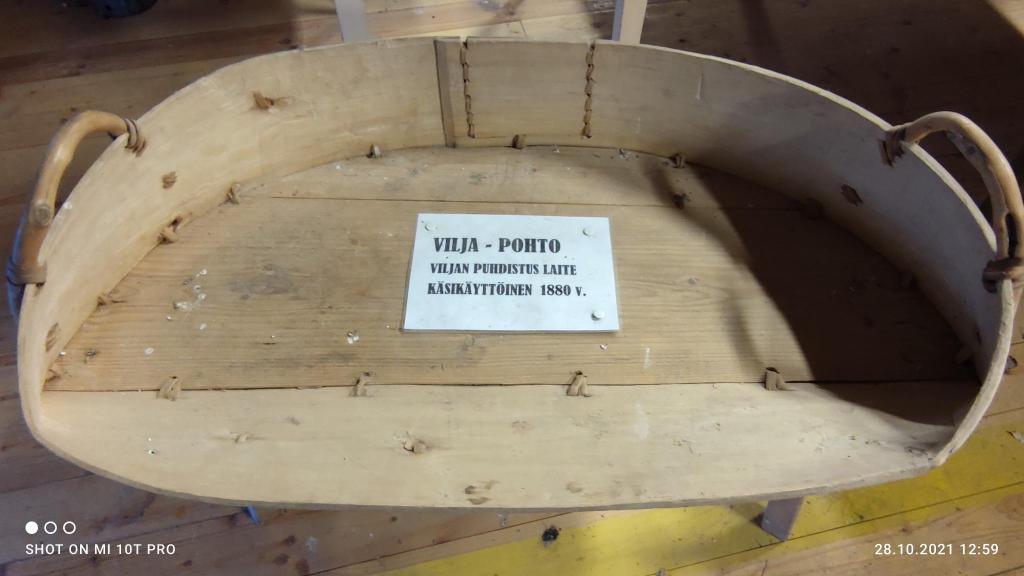 VILJA - POHTO
VILJAN PUHDISTUS LAITE
KÄSIKÄYTTÖINEN 1880 v.
SHOT ON MI 10T PRO
28.10.2021 12:59